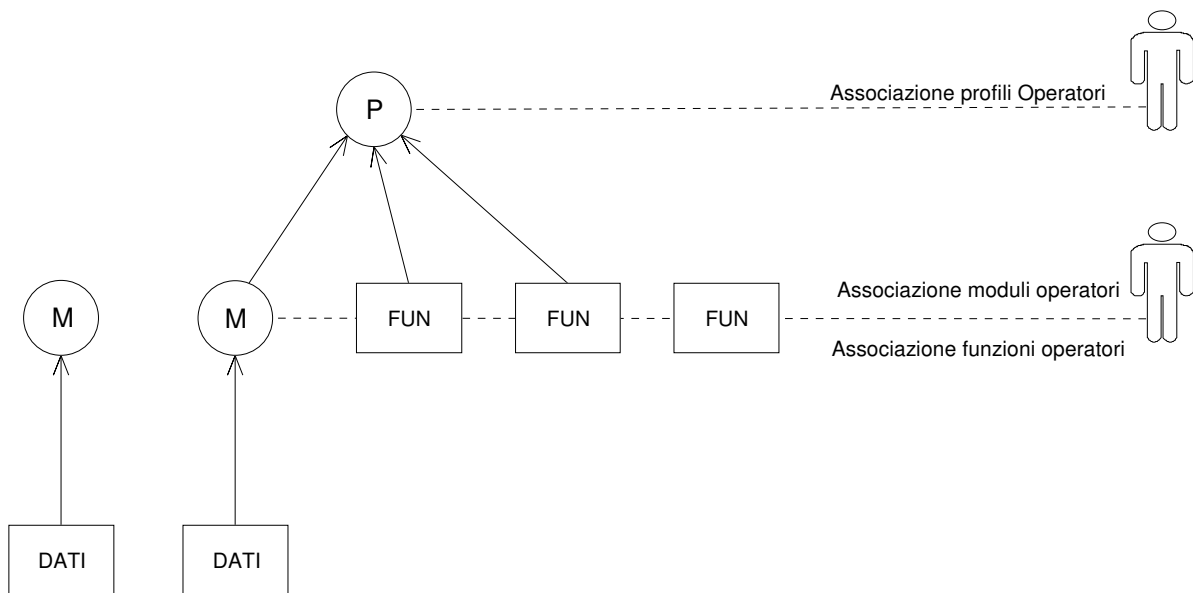 P
Associazione profili Operatori
Associazione moduli operatori
M
M
FUN
FUN
FUN
Associazione funzioni operatori
DATI
DATI